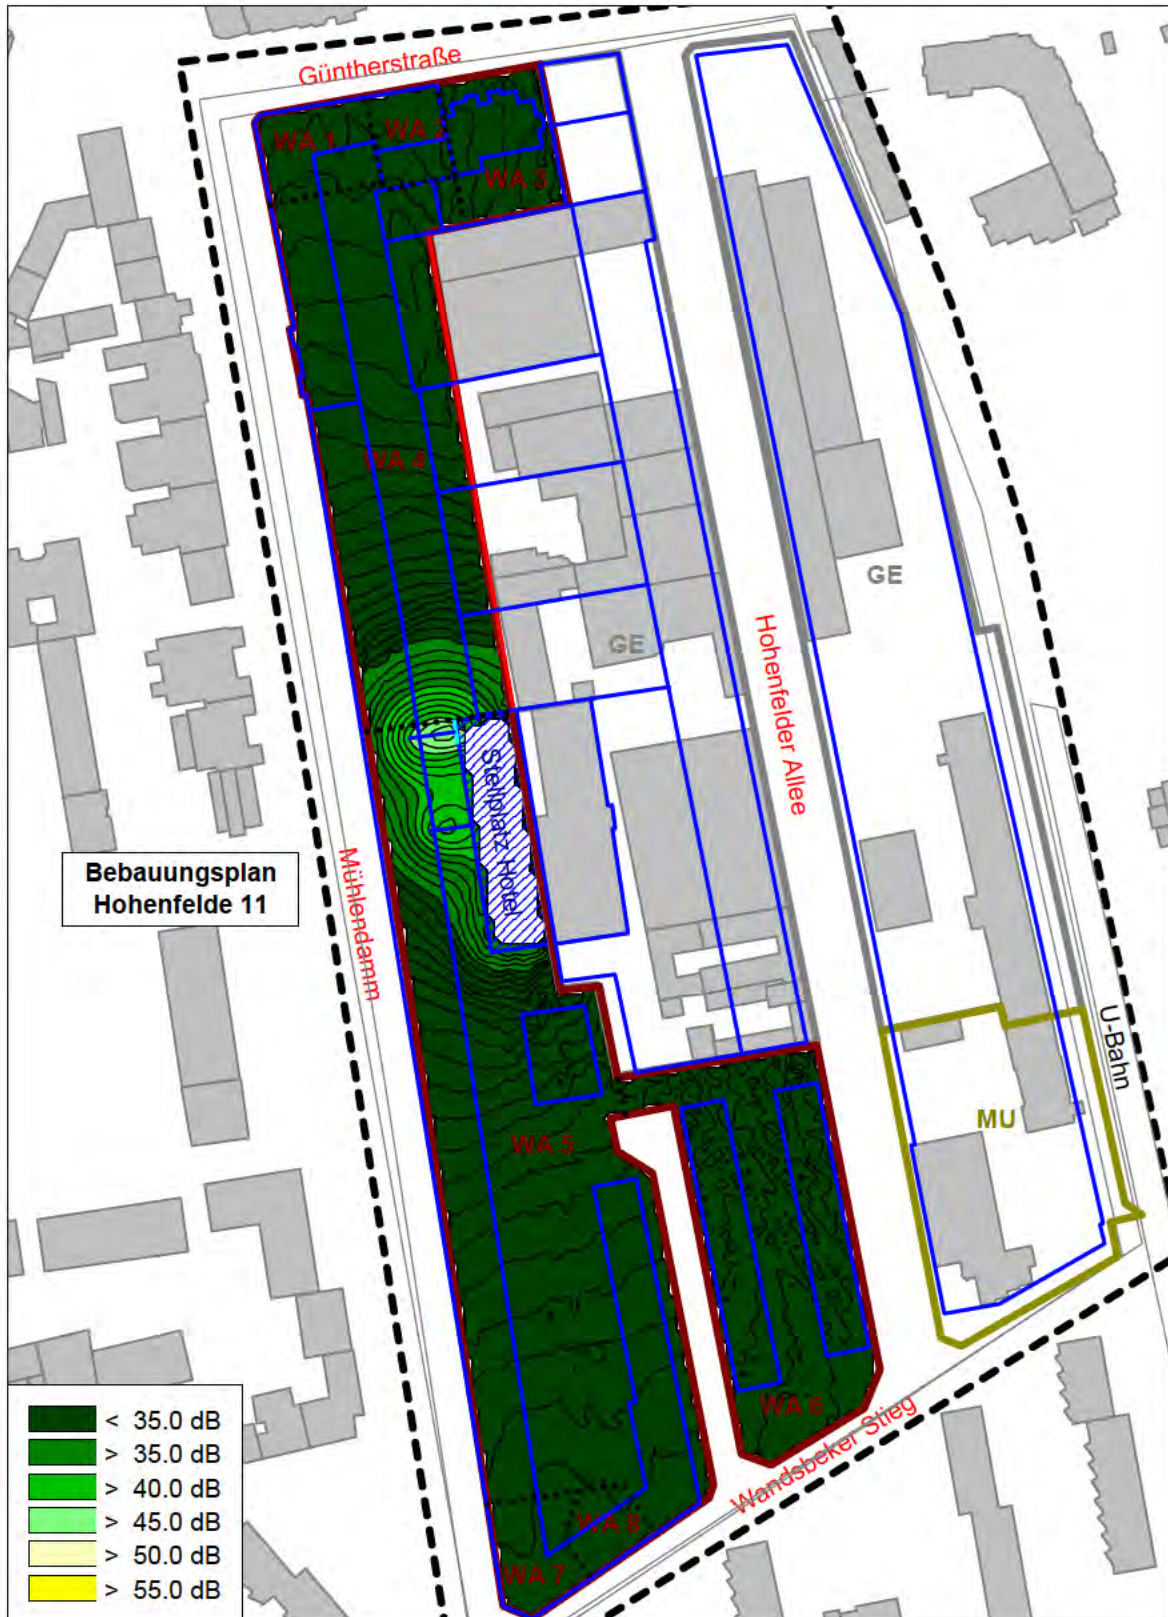 Güntherstraße
WA 1
WA 2
WA 3
WA 4
GE
GE
Hohenfelder Allee
Stellplatz Hotel
Mühlendamm
Bebauungsplan
Hohenfelde 11
U-Bahn
MU
WA 5
WA 6
Wandsbeker Stieg
WA 8
WA 7
< 35.0 dB
> 35.0 dB
> 40.0 dB
> 45.0 dB
> 50.0 dB
> 55.0 dB